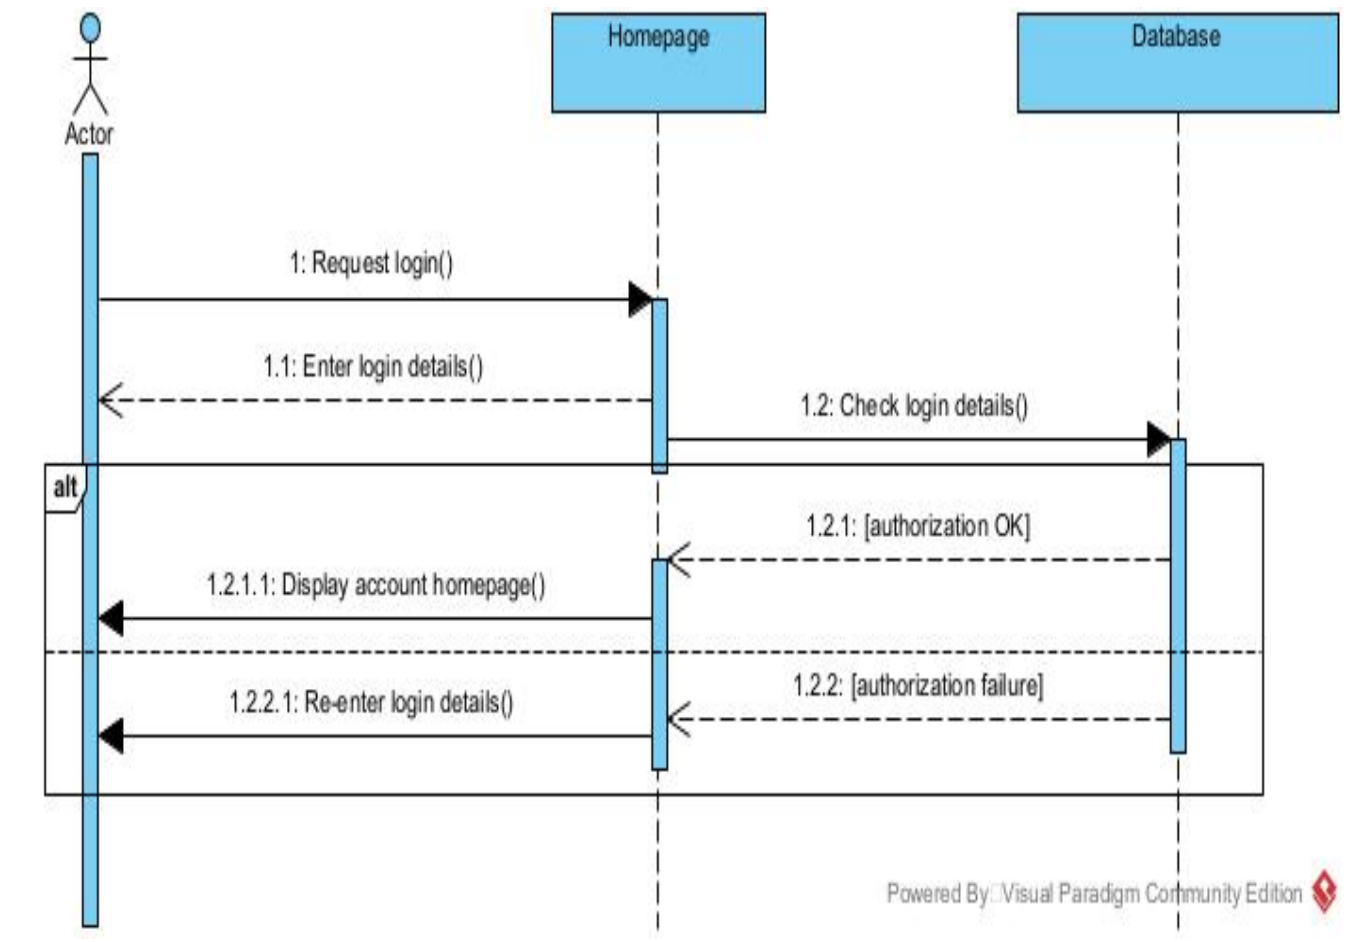 Homepage
Database
Actor
1: Request login()
1.1: Enter login details()
1.2: Check login details()
alt
1.2.1: [authorization OK]
1.2.1.1: Display account homepage()
1.2.2: [authorization failure]
1.2.2.1: Re-enter login details()
Powered By Visual Paradigm Community Edition